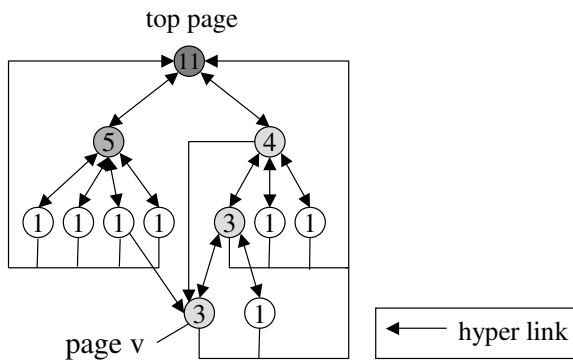 top page
11
5 4
1 1 1 1 3 1 1
3 1
page v
hyper link